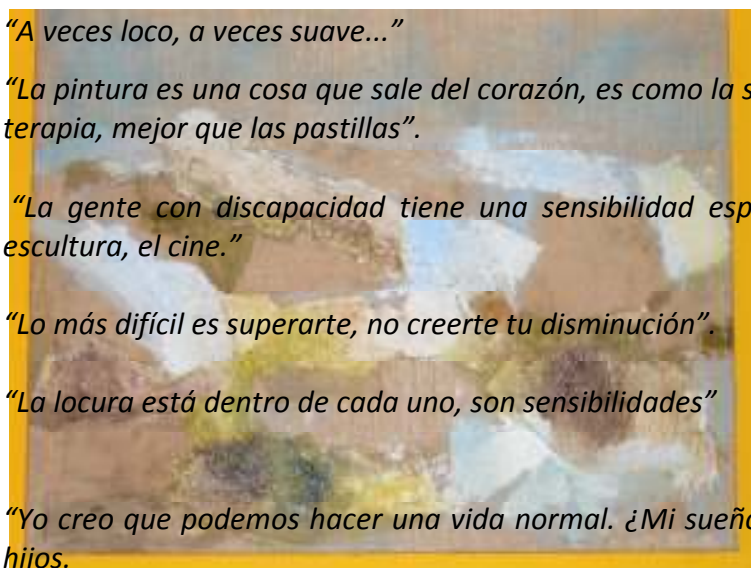 “A veces loco, a veces suave...”
“La pintura es una cosa que sale del corazón, es como la
terapia, mejor que las pastillas”.
“La gente con discapacidad tiene una sensibilidad
escultura, el cine.”
“Lo más difícil es superarte, no creerte tu disminución”.
“La locura está dentro de cada uno, son sensibilidades”
“Yo creo que podemos hacer una vida normal. ¿Mi
hijos.